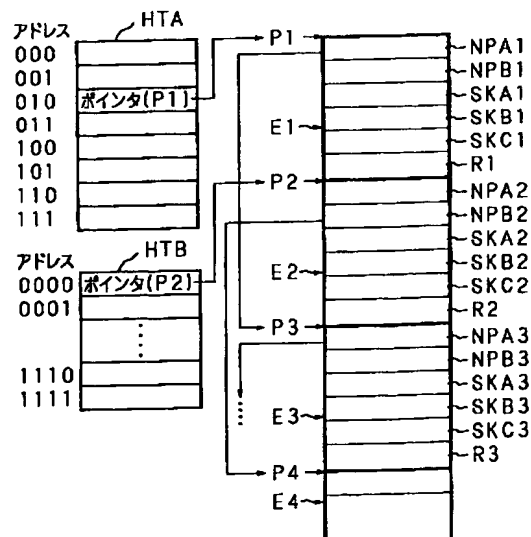 HTA
アドレス
000
001
010 ポインタ(P1)
011
100
101
110
111
HTB
アドレス
0000 ポインタ(P2)
0001
1110
1111
P1
E1
P2
E2
P3
E3
P4
E4
NPA1
NPB1
SKA1
SKB1
SKC1
R1
NPA2
NPB2
SKA2
SKB2
SKC2
R2
NPA3
NPB3
SKA3
SKB3
SKC3
R3